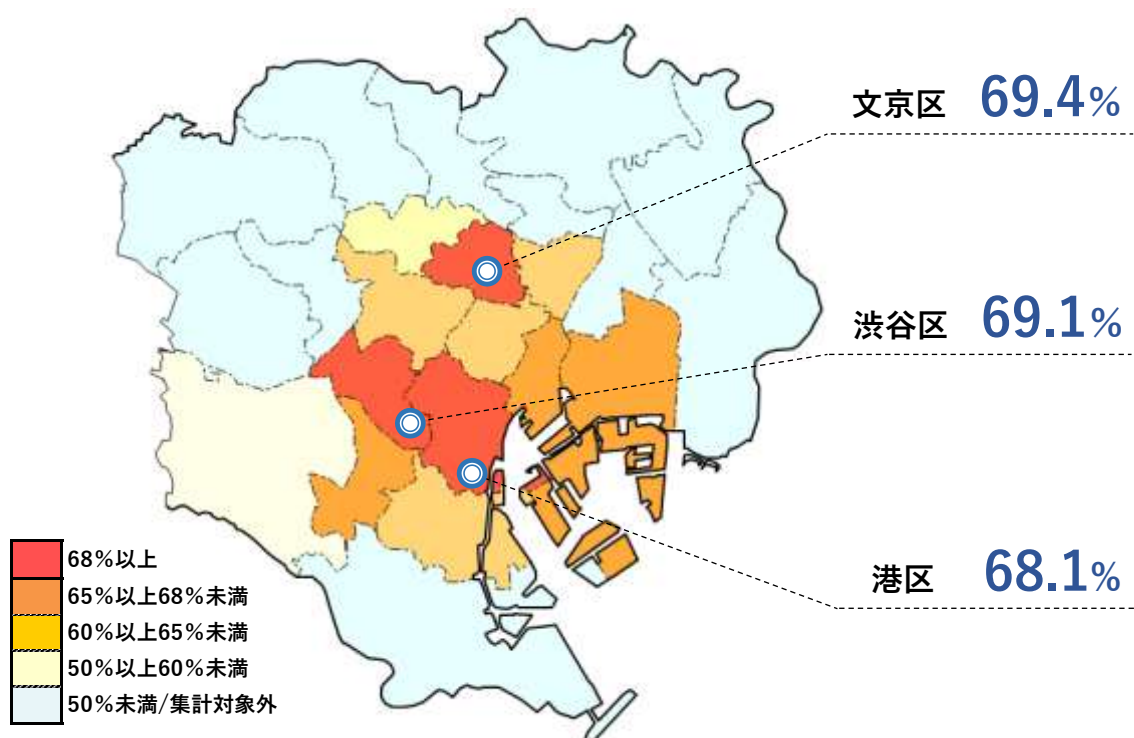 文京区 69.4%
渋谷区 69.1%
港区 68.1%
68%以上
65%以上68%未満
60%以上65%未満
50%以上60%未満
50%未満/集計対象外